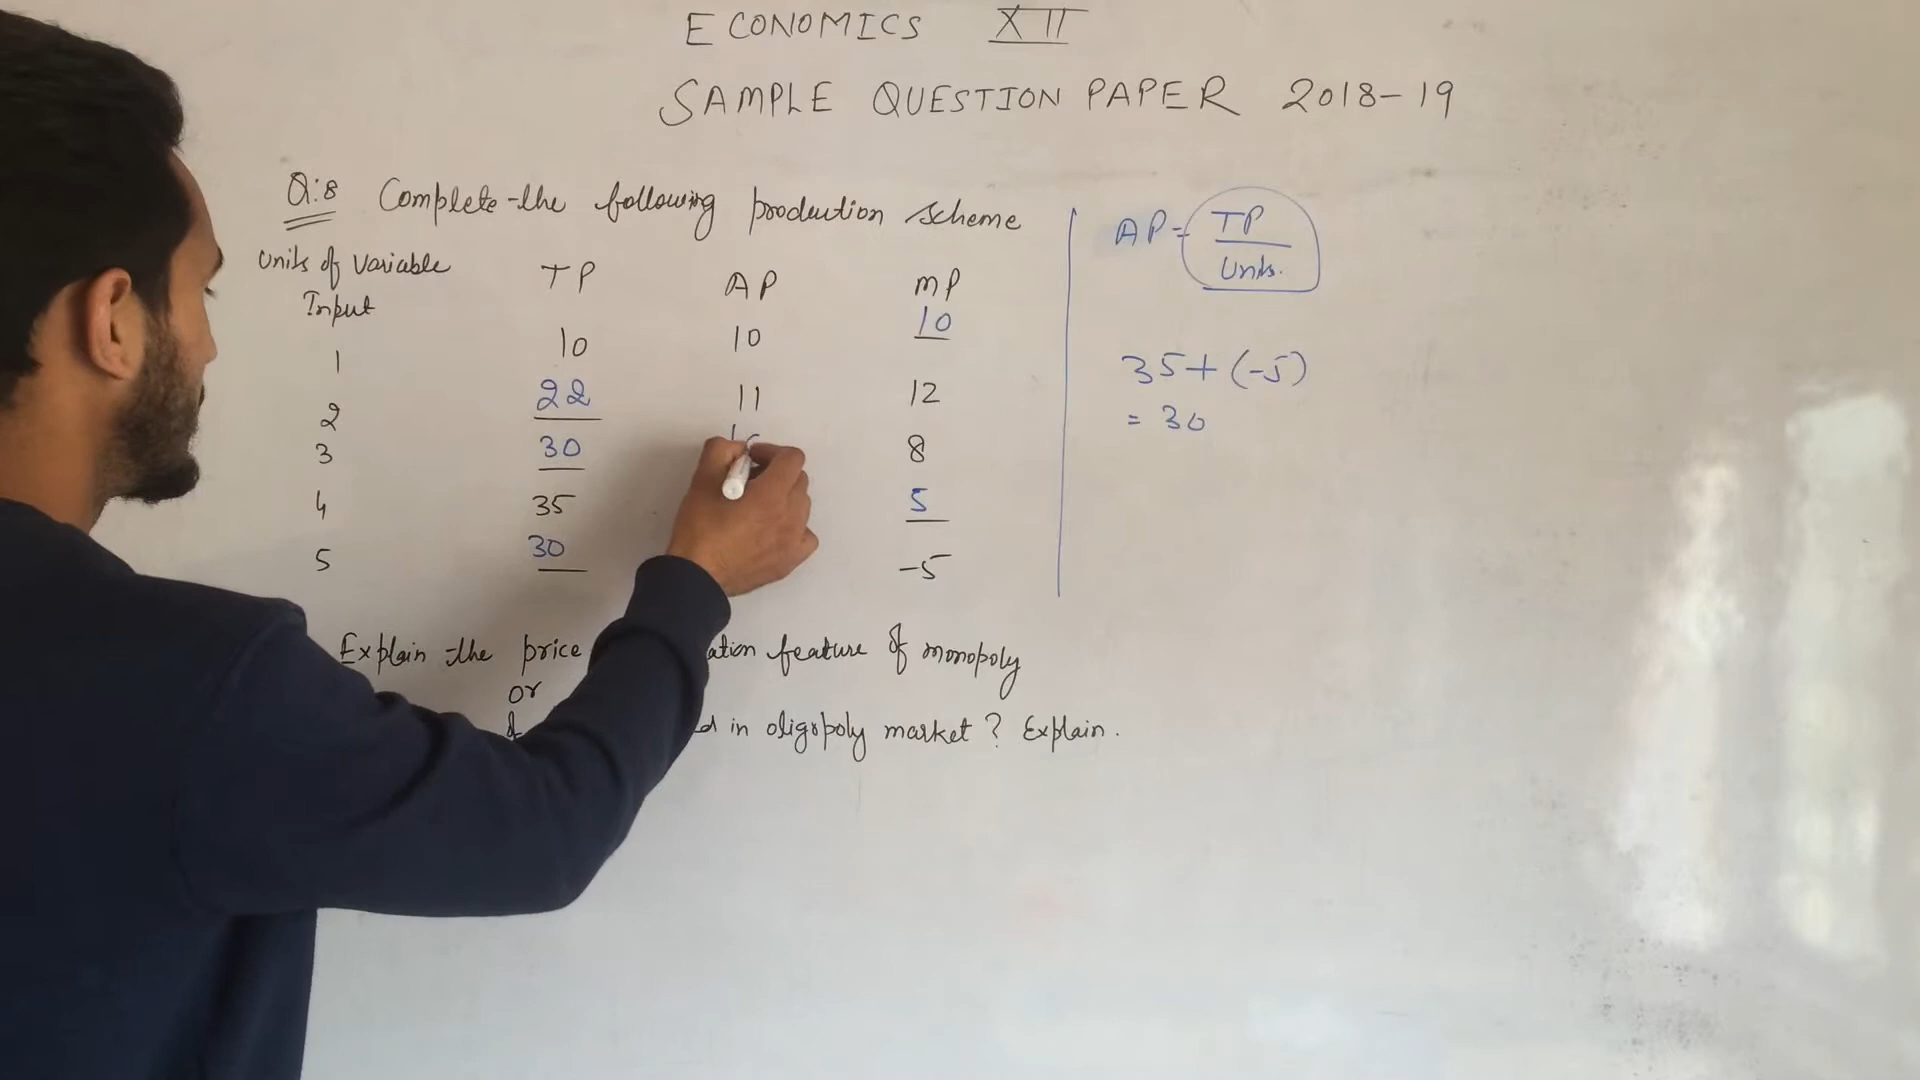 ECONOMICS XII
SAMPLE QUESTION PAPER 2018-19
Q:8 Complete the following production scheme
Units of Variable Input TP AP MP
1 10 10 10
2 22 11 12
3 30 8
4 35 5
5 30 -5
Explain the price ation feature of monopoly
or
in oligopoly market? Explain.
AP = TP
Units.
35+(-5)
= 30